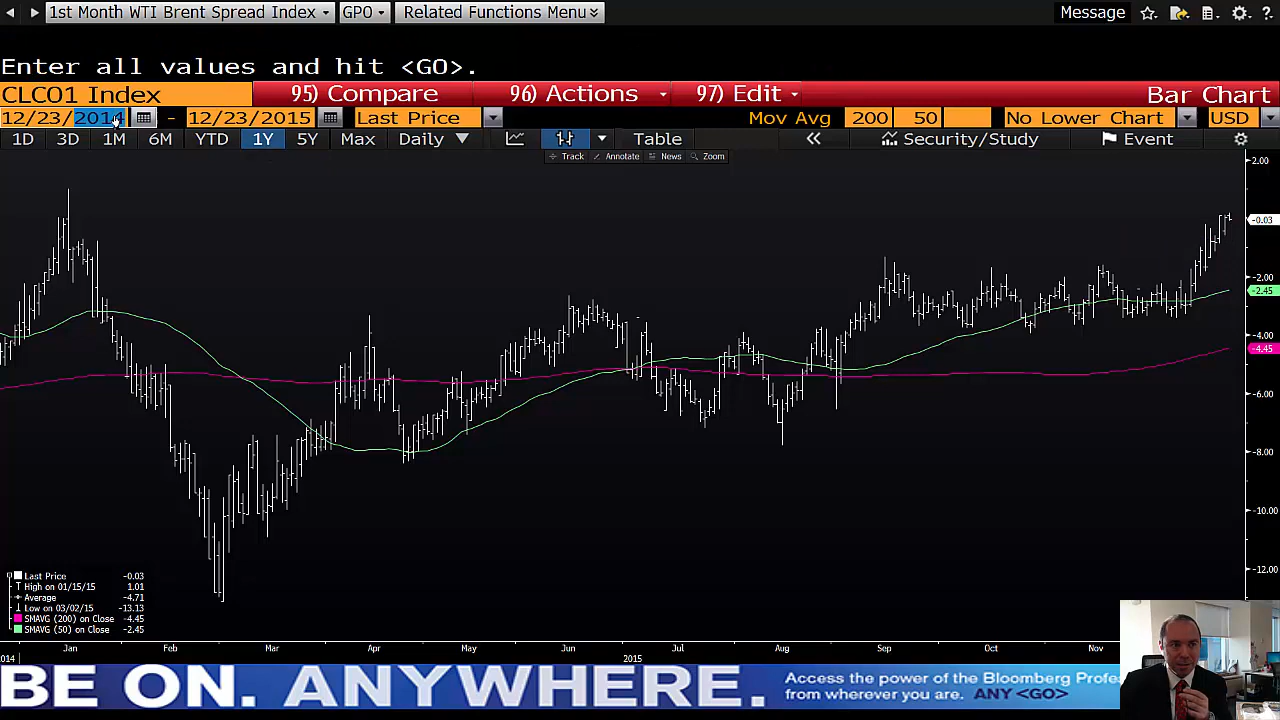 1st Month WTI Brent Spread Index GPO Related Functions Menu Message ?
Enter all values and hit <GO>.
CLCO1 Index 95) Compare 96) Actions 97) Edit Bar Chart
12/23/2014 - 12/23/2015 Last Price Mov Avg 200 50 No Lower Chart USD
1D 3D 1M 6M YTD 1Y 5Y Max Daily Table « Security/Study Event
Track Annotate News Zoom
2.00
-0.03
-2.00
-2.45
-4.00
-4.45
-6.00
-8.00
-10.00
-12.00
Last Price -0.03
High on 01/15/15 1.01
Average -4.71
Low on 03/02/15 -13.13
SMAVG (200) on Close -4.45
SMAVG (50) on Close -2.45
Jan Feb Mar Apr May Jun Jul Aug Sep Oct Nov
2014 2015
BE ON. ANYWHERE.
Access the power of the Bloomberg Profe
from wherever you are. ANY <GO>